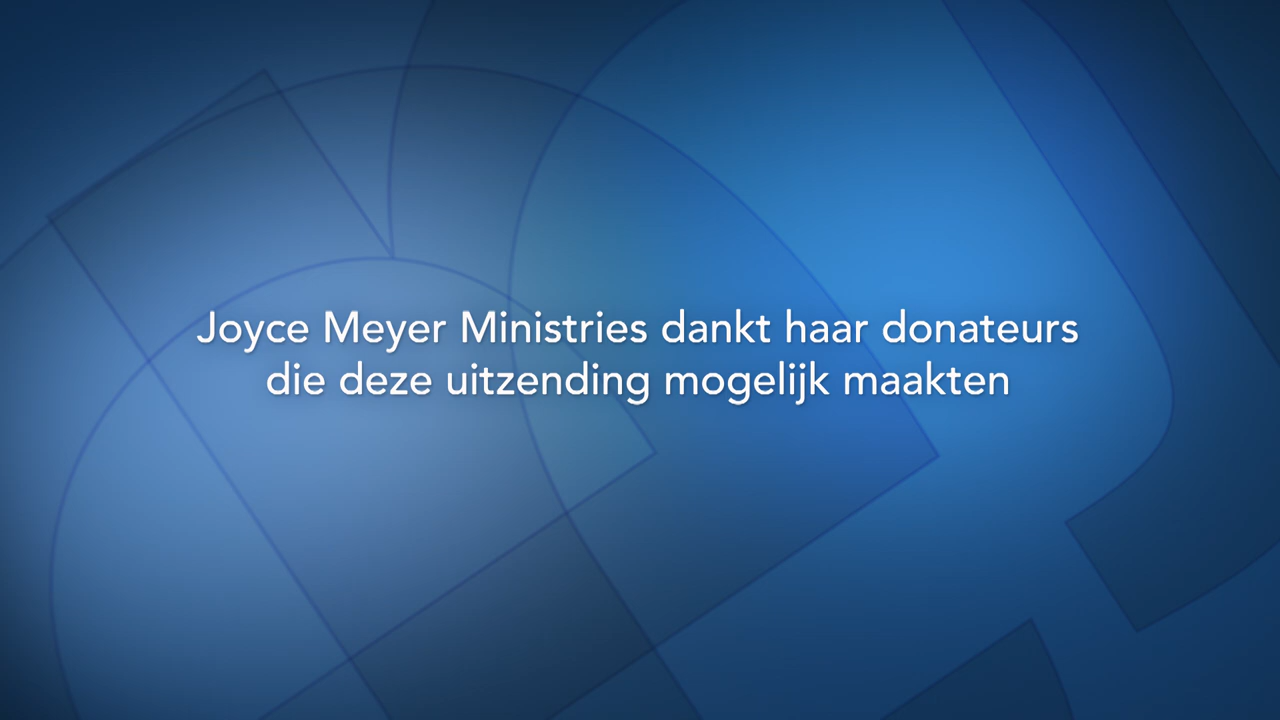 Joyce Meyer Ministries dankt haar donateurs
die deze uitzending mogelijk maakten